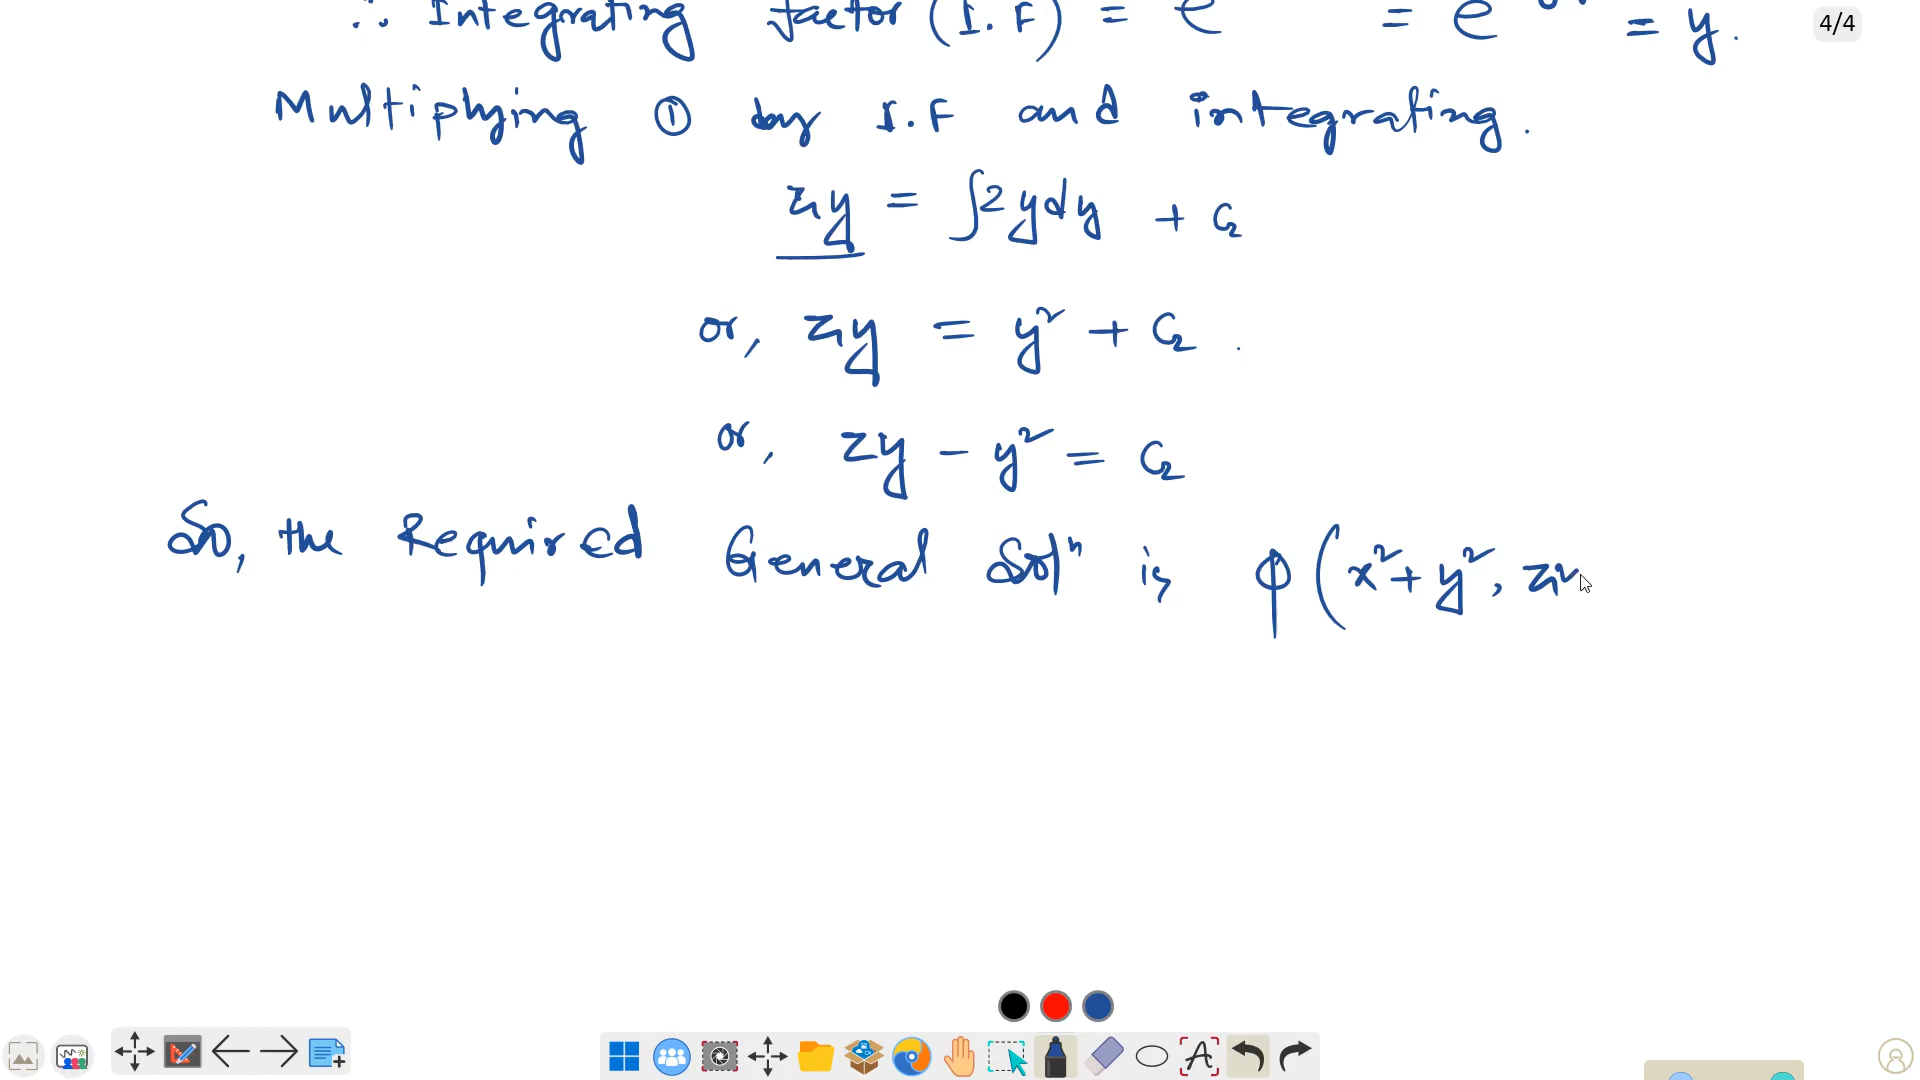 ∴ Integrating factor (I.F) = e = e = y.
4/4
Multiplying ① by I.F and integrating.
zy = ∫2ydy + c₂
or, zy = y² + c₂ .
or, zy - y² = c₂
So, the Required General Solⁿ is φ(x²+y², z